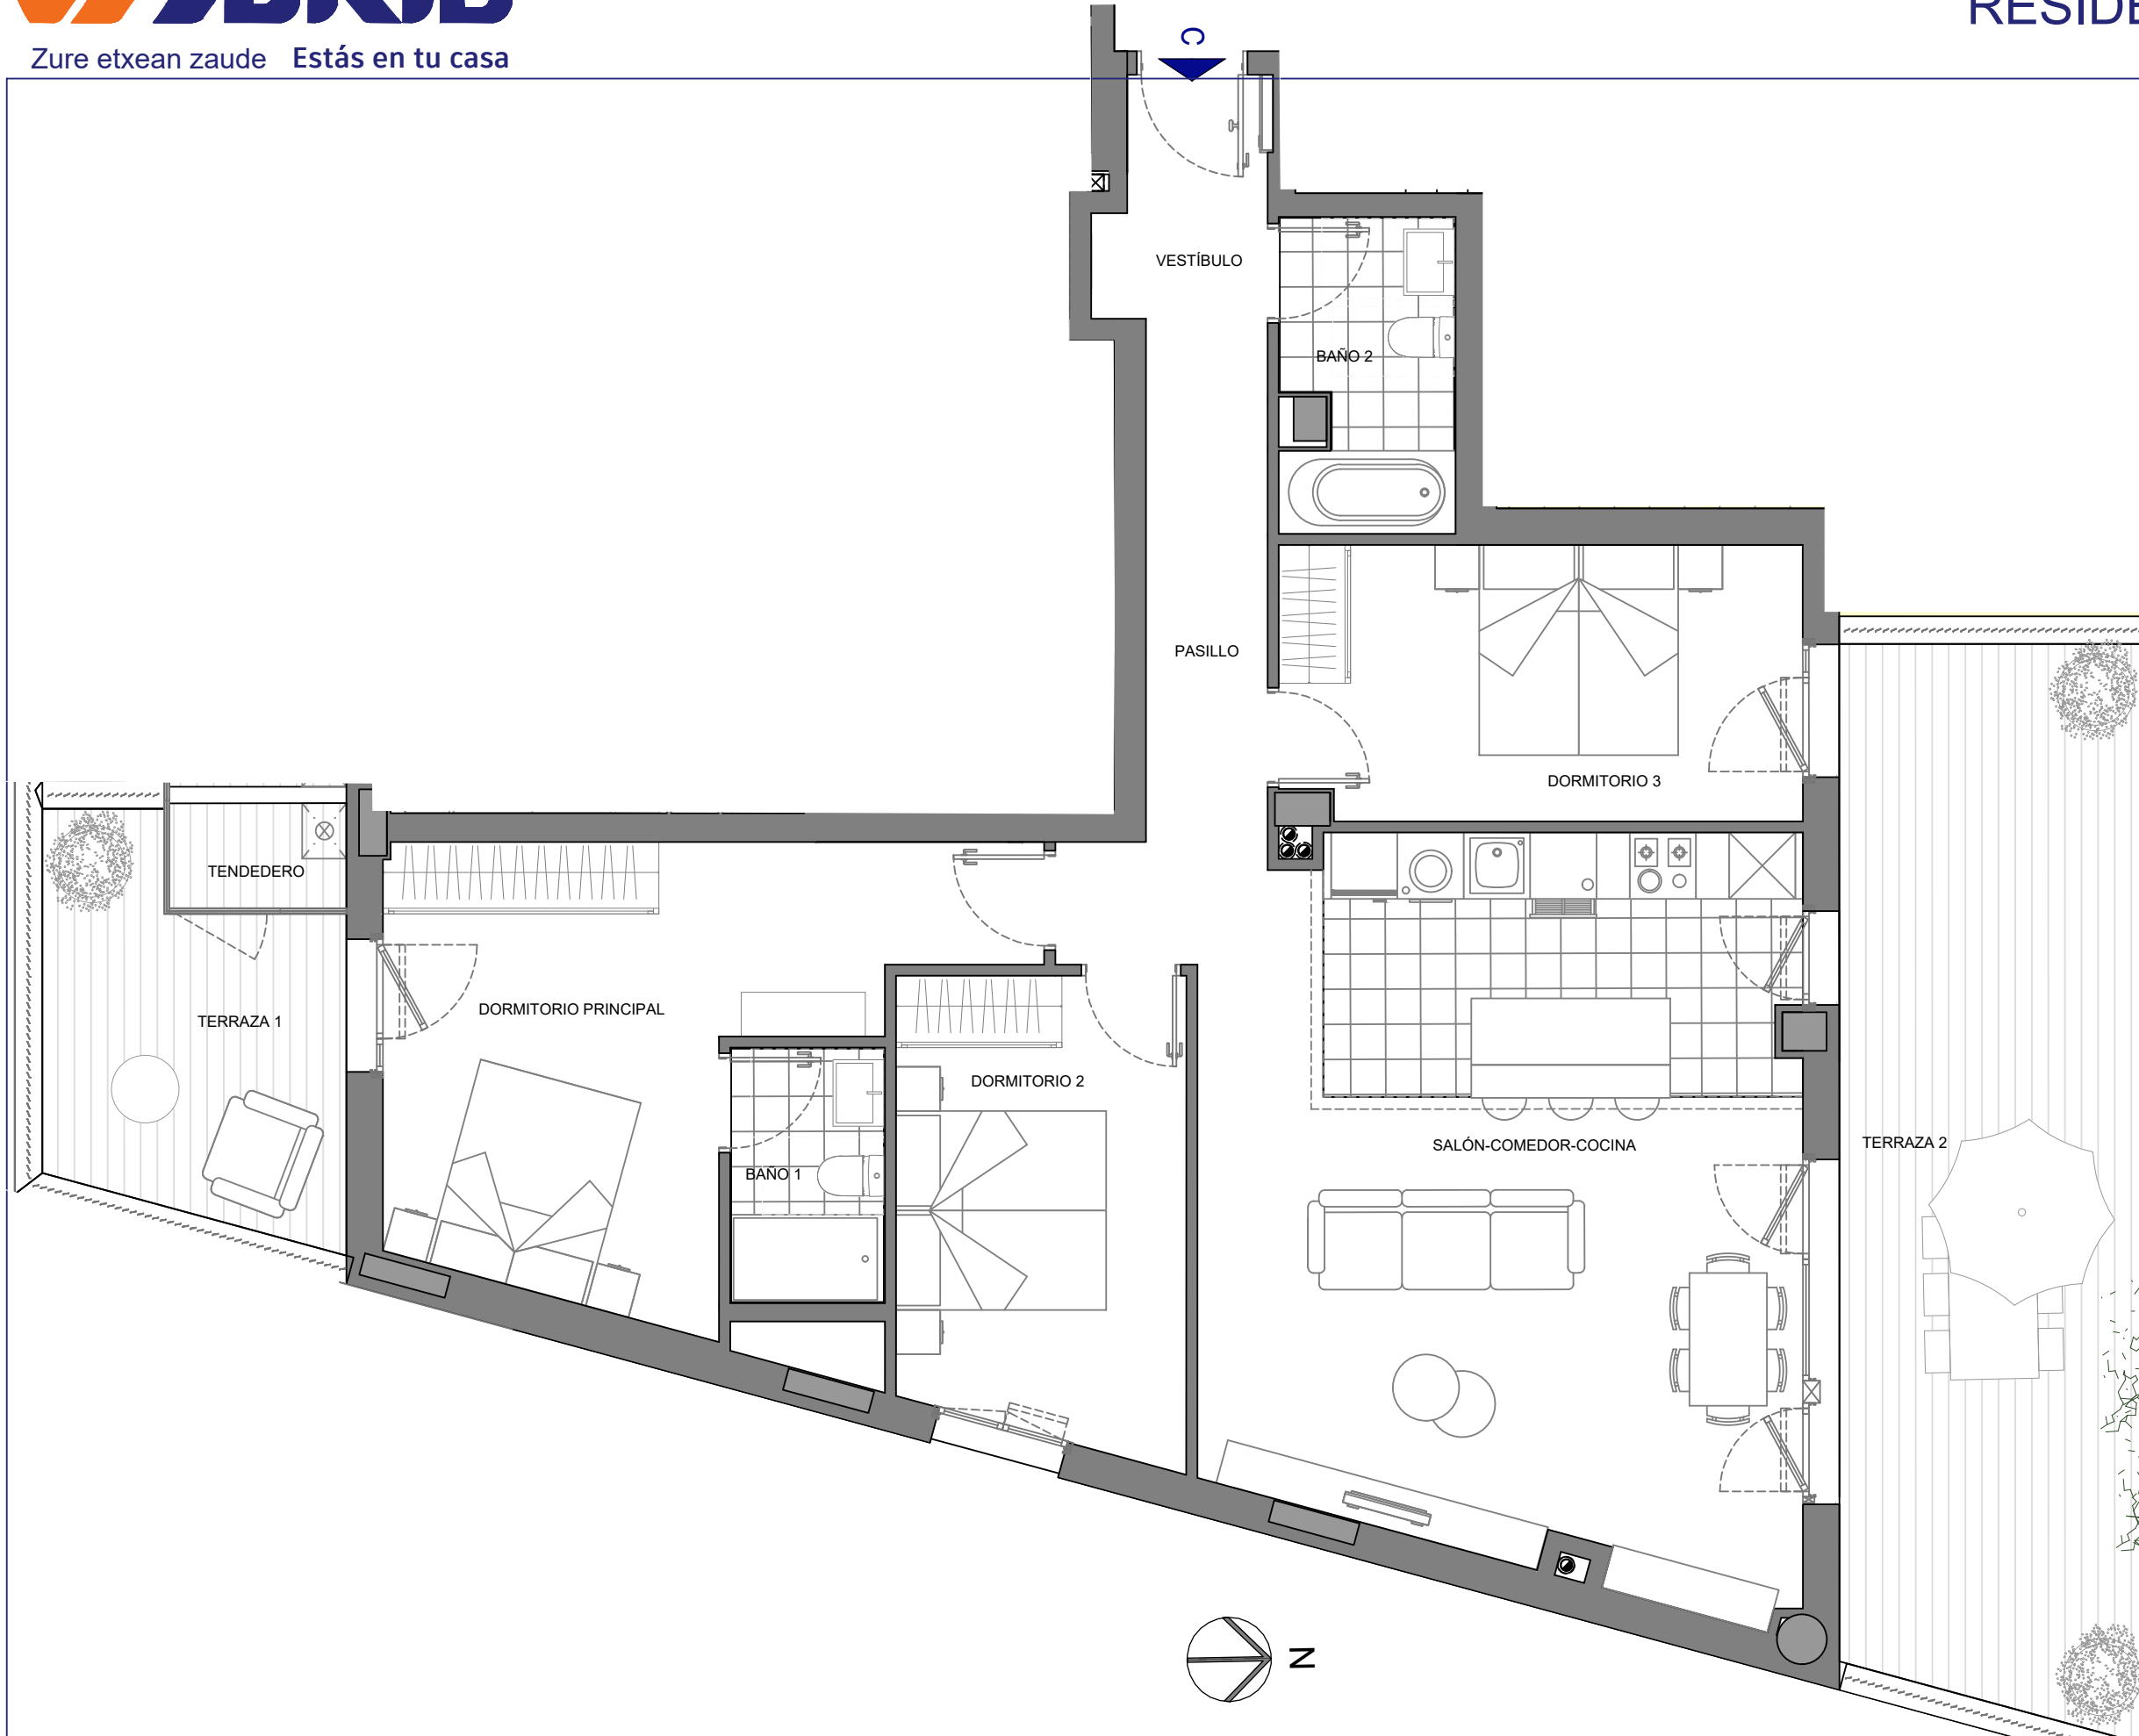 RESIDE
Zure etxean zaude Estás en tu casa
C
VESTÍBULO
BAÑO 2
PASILLO
DORMITORIO 3
TENDEDERO
TERRAZA 1
DORMITORIO PRINCIPAL
DORMITORIO 2
BAÑO 1
SALÓN-COMEDOR-COCINA
TERRAZA 2
N